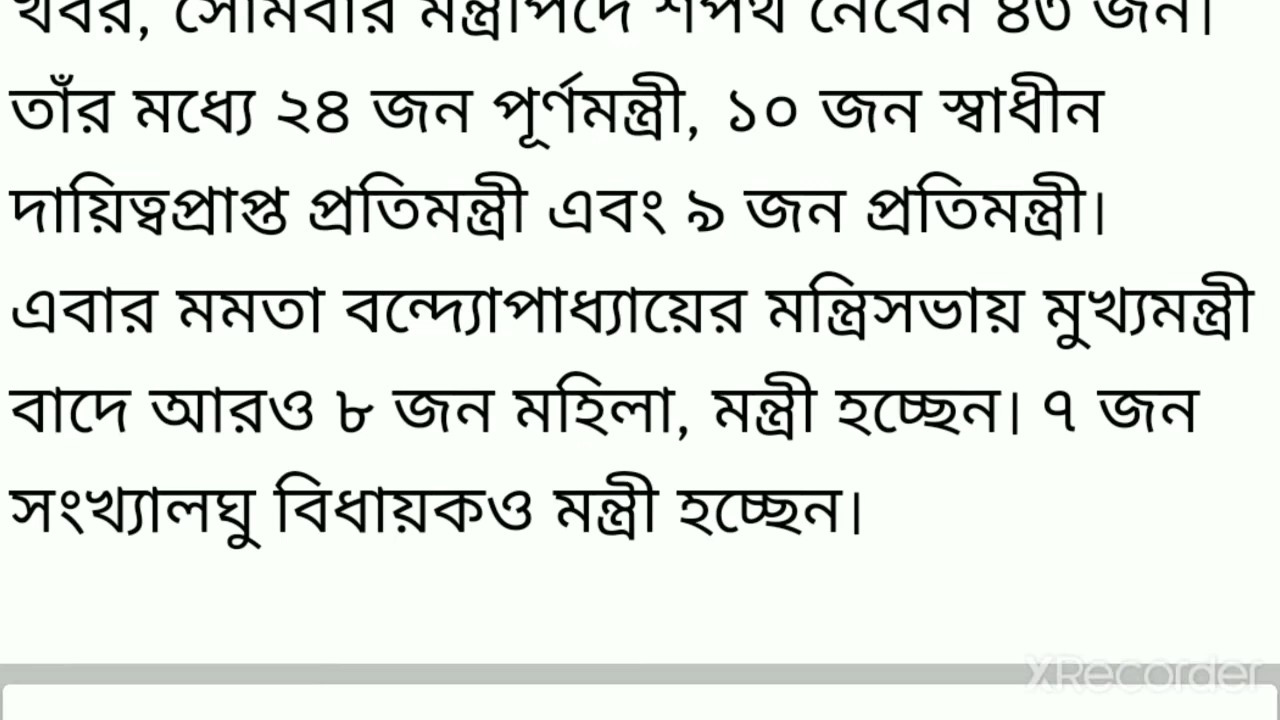 খবর, সোমবার মন্ত্রীপদে শপথ নেবেন ৪৩ জন।
তাঁর মধ্যে ২৪ জন পূর্ণমন্ত্রী, ১০ জন স্বাধীন
দায়িত্বপ্রাপ্ত প্রতিমন্ত্রী এবং ৯ জন প্রতিমন্ত্রী।
এবার মমতা বন্দ্যোপাধ্যায়ের মন্ত্রিসভায় মুখ্যমন্ত্রী
বাদে আরও ৮ জন মহিলা, মন্ত্রী হচ্ছেন। ৭ জন
সংখ্যালঘু বিধায়কও মন্ত্রী হচ্ছেন।
XRecorder